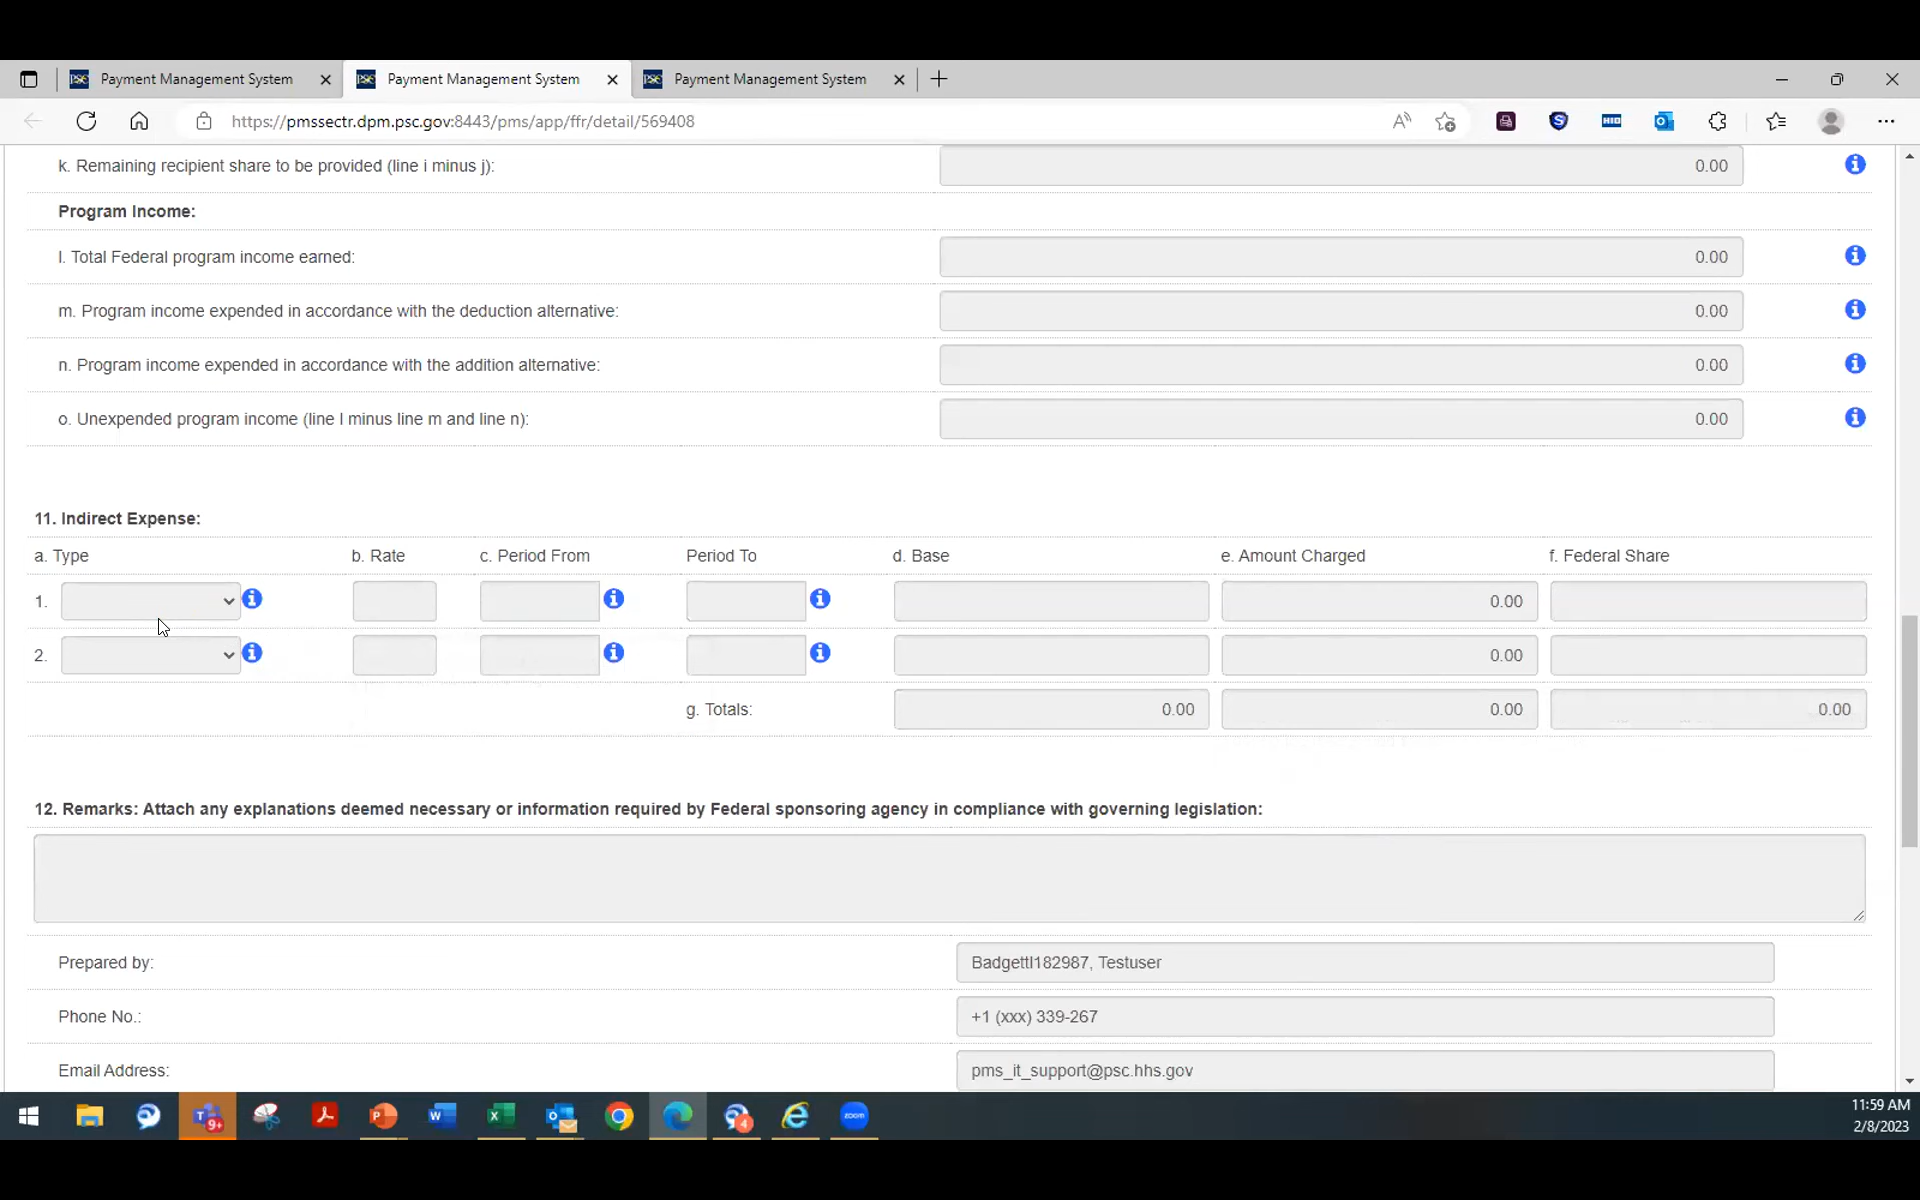 Payment Management System
Payment Management System
Payment Management System
https://pmssectr.dpm.psc.gov:8443/pms/app/ffr/detail/569408
k. Remaining recipient share to be provided (line i minus j): 0.00
Program Income:
l. Total Federal program income earned: 0.00
m. Program income expended in accordance with the deduction alternative: 0.00
n. Program income expended in accordance with the addition alternative: 0.00
o. Unexpended program income (line l minus line m and line n): 0.00
11. Indirect Expense:
a. Type b. Rate c. Period From Period To d. Base e. Amount Charged f. Federal Share
1. 0.00
2. 0.00
g. Totals: 0.00 0.00 0.00
12. Remarks: Attach any explanations deemed necessary or information required by Federal sponsoring agency in compliance with governing legislation:
Prepared by: Badgettl182987, Testuser
Phone No.: +1 (xxx) 339-267
Email Address: pms_it_support@psc.hhs.gov
11:59 AM
2/8/2023